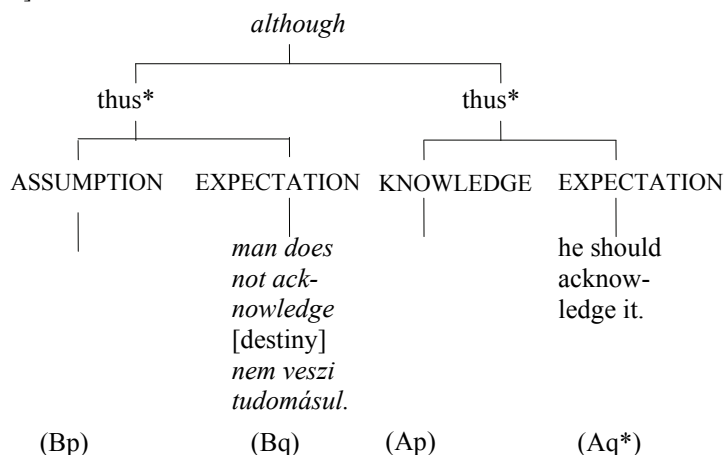 although
thus* thus*
ASSUMPTION EXPECTATION KNOWLEDGE EXPECTATION
man does
not ack-
nowledge
[destiny]
nem veszi
tudomásul.
he should
acknow-
ledge it.
(Bp) (Bq) (Ap) (Aq*)